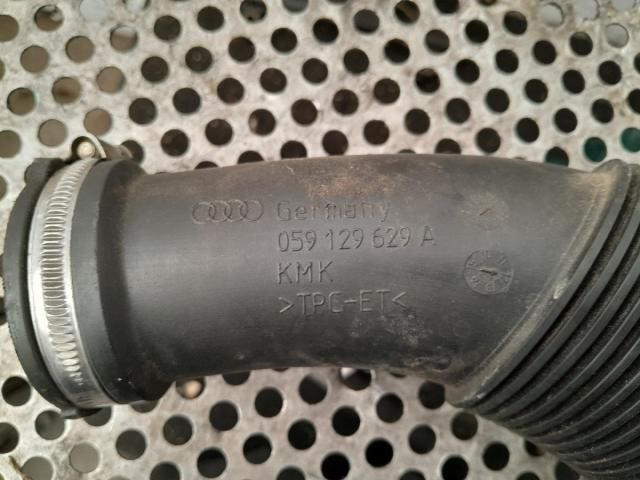 Germany
059 129 629 A
KMK
>TPC-ET<